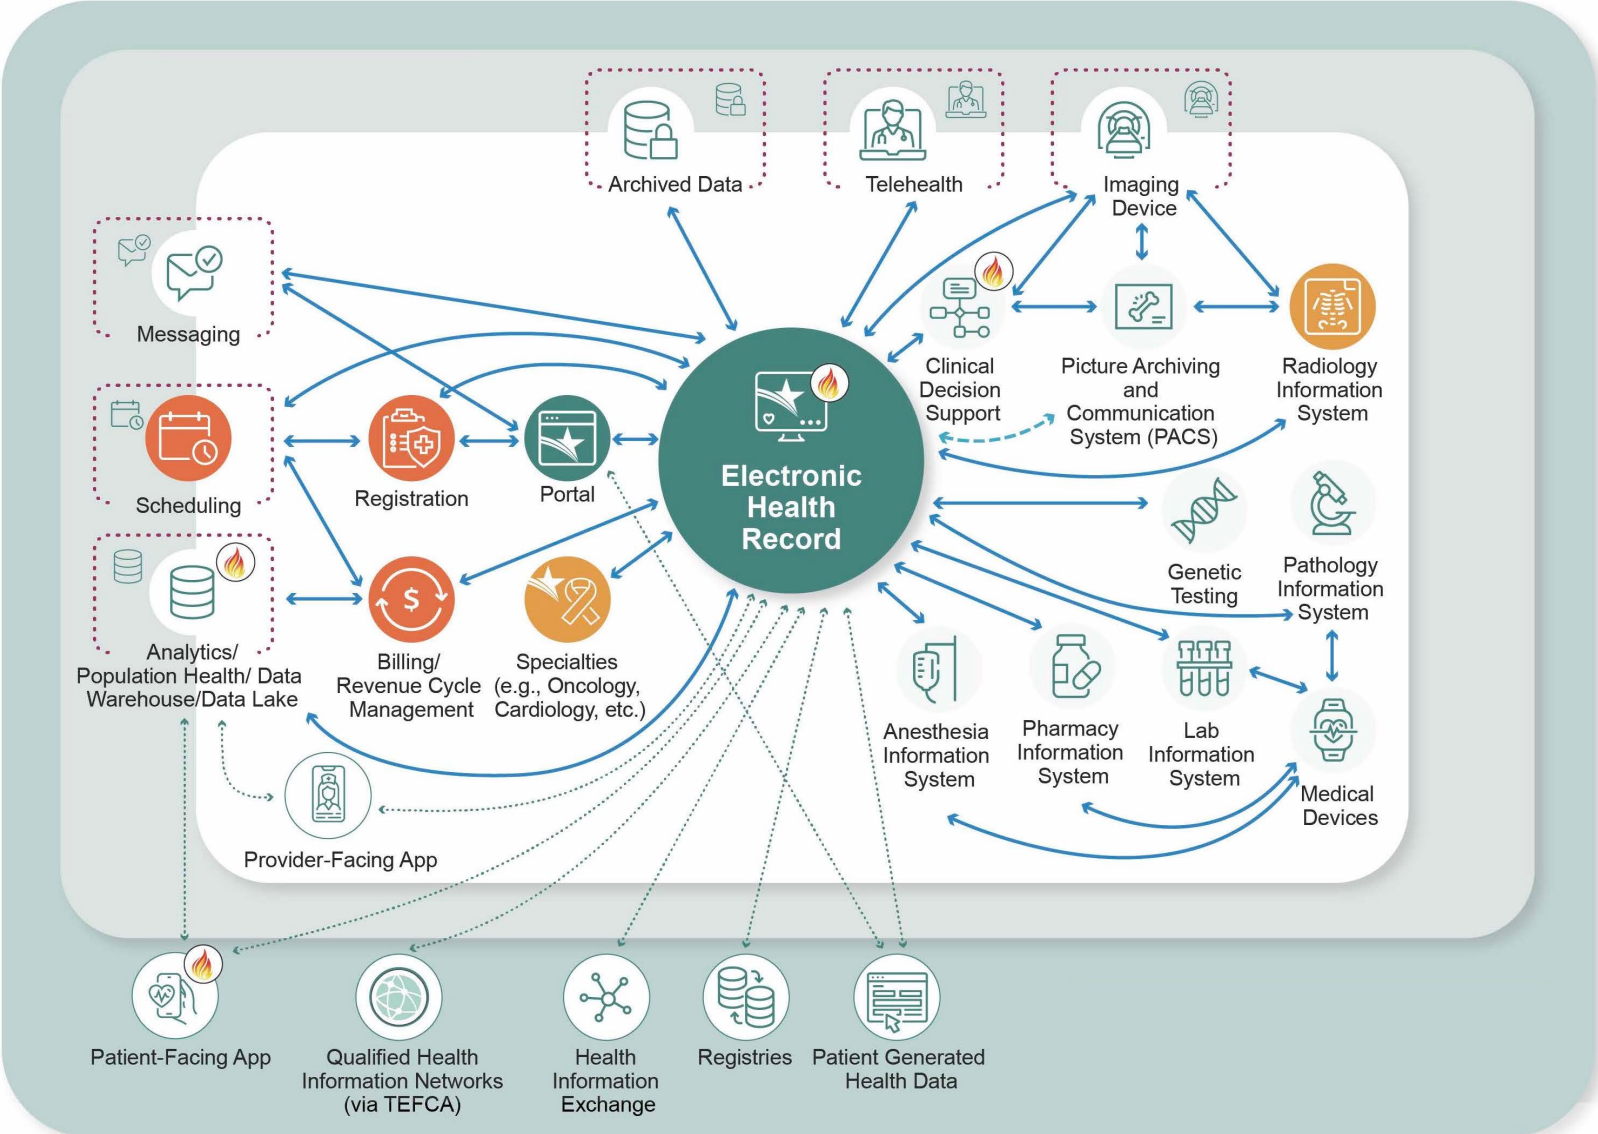 Archived Data
Telehealth
Imaging
Device
Messaging
Clinical
Decision
Support
Picture Archiving
and
Communication
System (PACS)
Radiology
Information
System
Scheduling
Registration
Portal
Electronic
Health
Record
Genetic
Testing
Pathology
Information
System
Analytics/
Population Health/ Data
Warehouse/Data Lake
$
Billing/
Revenue Cycle
Management
Specialties
(e.g., Oncology,
Cardiology, etc.)
Anesthesia
Information
System
Pharmacy
Information
System
Lab
Information
System
Medical
Devices
Provider-Facing App
Patient-Facing App
Qualified Health
Information Networks
(via TEFCA)
Health
Information
Exchange
Registries
Patient Generated
Health Data